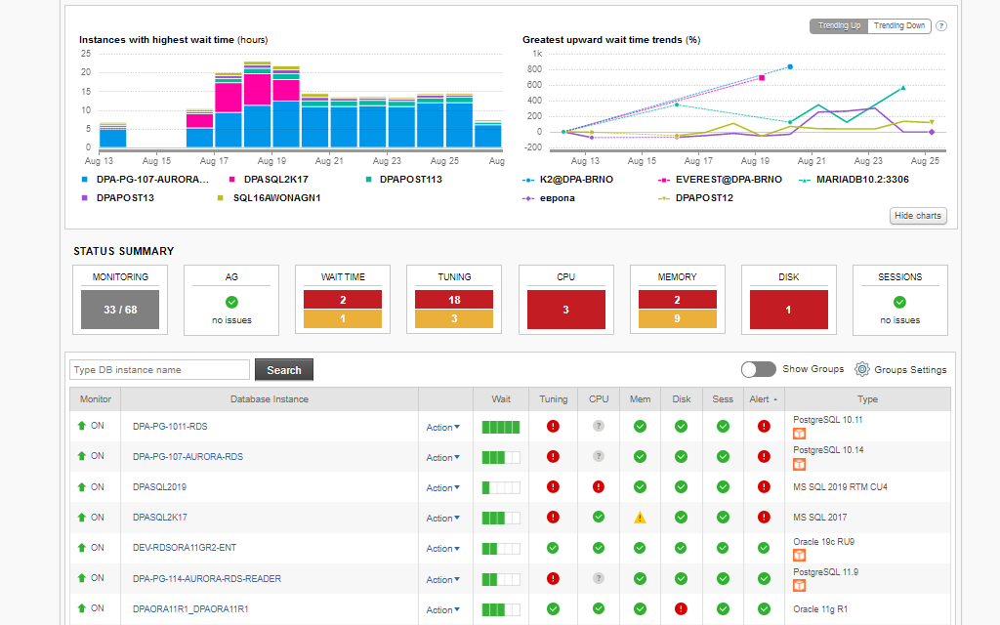 Trending Up Trending Down ?
Instances with highest wait time (hours)
25
20
15
10
5
0
Aug 13 Aug 15 Aug 17 Aug 19 Aug 21 Aug 23 Aug 25 Aug
DPA-PG-107-AURORA... DPASQL2K17 DPAPOST113
DPAPOST13 SQL16AWONAGN1
Greatest upward wait time trends (%)
1k
800
600
400
200
0
-200
Aug 13 Aug 15 Aug 17 Aug 19 Aug 21 Aug 23 Aug 25
K2@DPA-BRNO EVEREST@DPA-BRNO MARIADB10.2:3306
европа DPAPOST12
Hide charts
STATUS SUMMARY
MONITORING
33 / 68
AG
no issues
WAIT TIME
2
1
TUNING
18
3
CPU
3
MEMORY
2
9
DISK
1
SESSIONS
no issues
Type DB instance name Search Show Groups Groups Settings
Monitor Database Instance Wait Tuning CPU Mem Disk Sess Alert Type
ON DPA-PG-1011-RDS Action ? PostgreSQL 10.11
ON DPA-PG-107-AURORA-RDS Action ? PostgreSQL 10.14
ON DPASQL2019 Action MS SQL 2019 RTM CU4
ON DPASQL2K17 Action MS SQL 2017
ON DEV-RDSORA11GR2-ENT Action Oracle 19c RU9
ON DPA-PG-114-AURORA-RDS-READER Action ? PostgreSQL 11.9
ON DPAORA11R1_DPAORA11R1 Action Oracle 11g R1